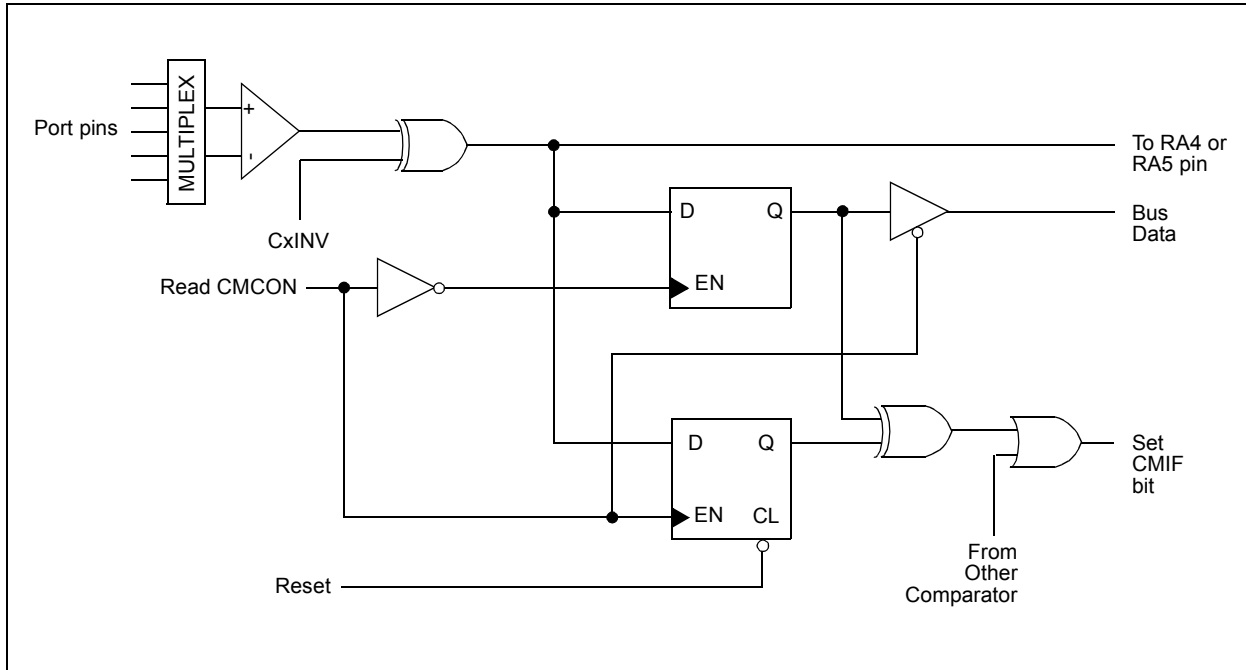 MULTIPLEX
+
-
Port pins
CxINV
To RA4 or
RA5 pin
D
Q
EN
Bus
Data
Read CMCON
D
Q
EN
CL
Set
CMIF
bit
From
Other
Comparator
Reset